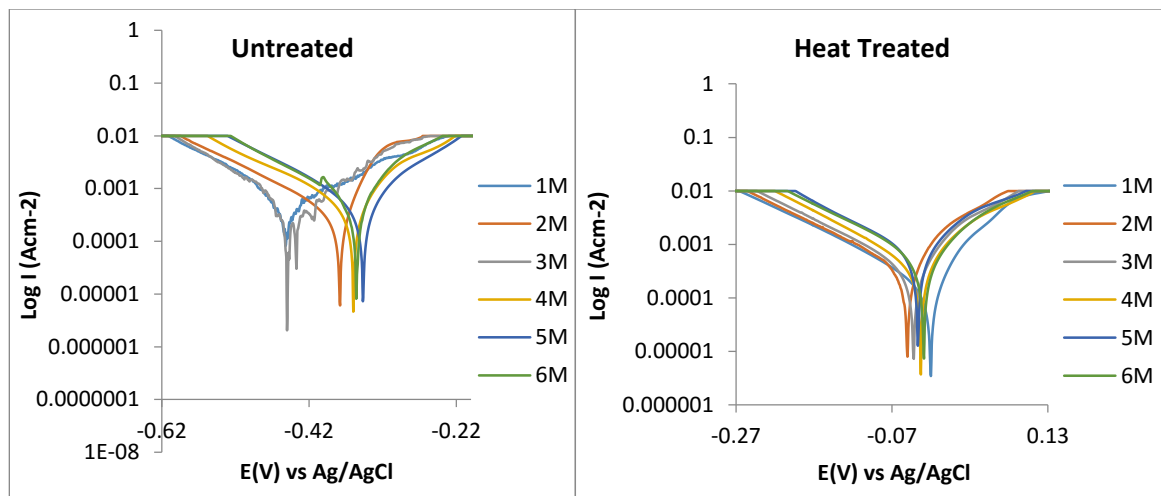 Untreated
1
0.1
0.01
0.001
0.0001
0.00001
0.000001
0.0000001
1E-08
Log I (Acm-2)
-0.62
-0.42
-0.22
E(V) vs Ag/AgCl
1M
2M
3M
4M
5M
6M
Heat Treated
1
0.1
0.01
0.001
0.0001
0.00001
0.000001
Log I (Acm-2)
-0.27
-0.07
0.13
E(V) vs Ag/AgCl
1M
2M
3M
4M
5M
6M